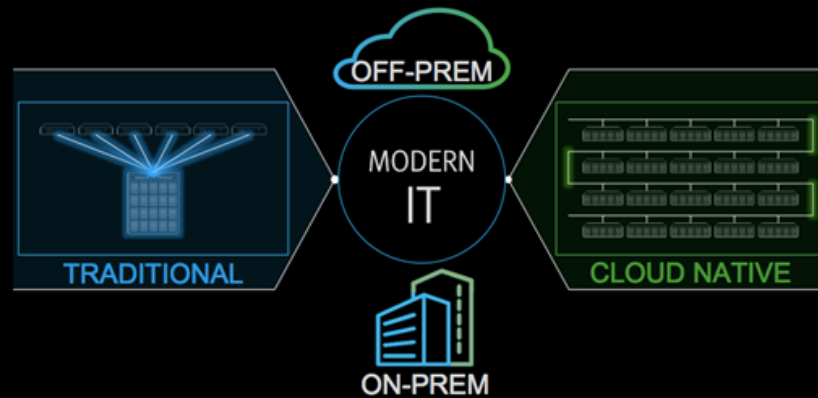 OFF-PREM
MODERN
IT
TRADITIONAL
CLOUD NATIVE
ON-PREM